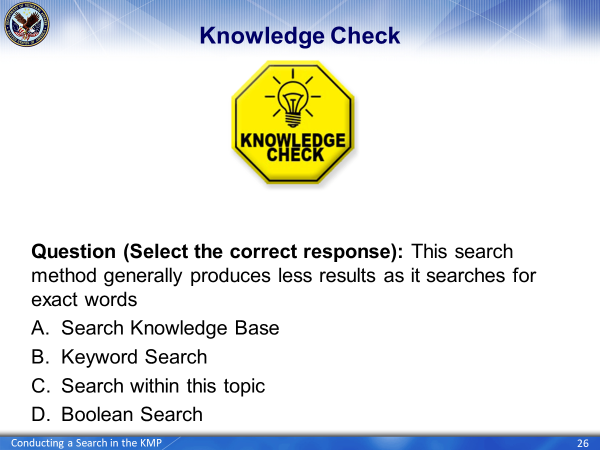 Knowledge Check
KNOWLEDGE
CHECK
Question (Select the correct response): This search
method generally produces less results as it searches for
exact words
A. Search Knowledge Base
B. Keyword Search
C. Search within this topic
D. Boolean Search
Conducting a Search in the KMP
26